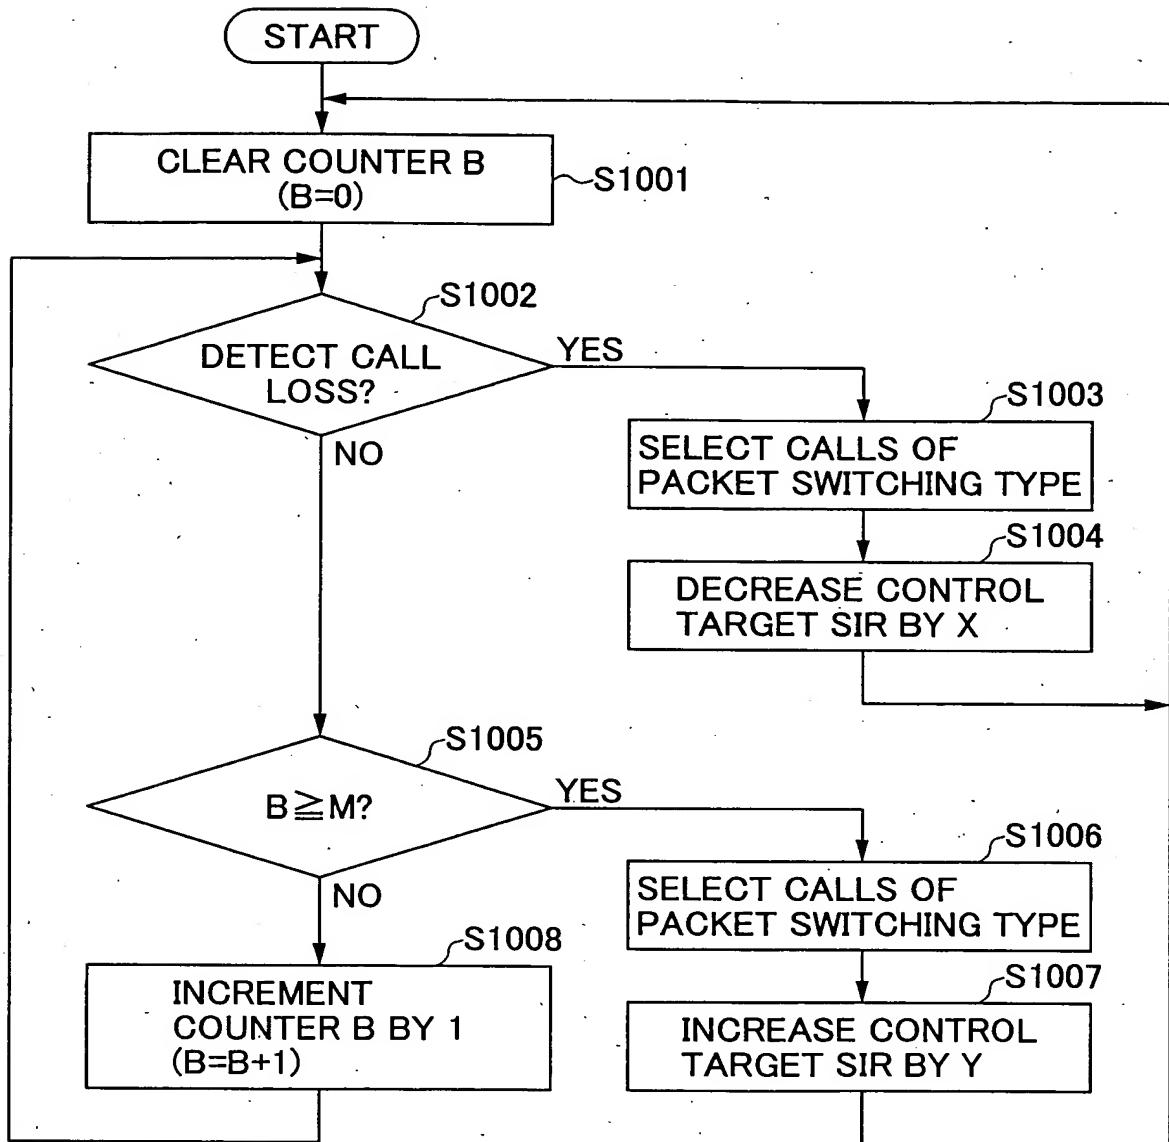 START
CLEAR COUNTER B
(B=0)
S1001
S1002
DETECT CALL
LOSS?
YES
NO
S1003
SELECT CALLS OF
PACKET SWITCHING TYPE
S1004
DECREASE CONTROL
TARGET SIR BY X
S1005
B≧M?
YES
NO
S1006
SELECT CALLS OF
PACKET SWITCHING TYPE
S1007
INCREASE CONTROL
TARGET SIR BY Y
S1008
INCREMENT
COUNTER B BY 1
(B=B+1)